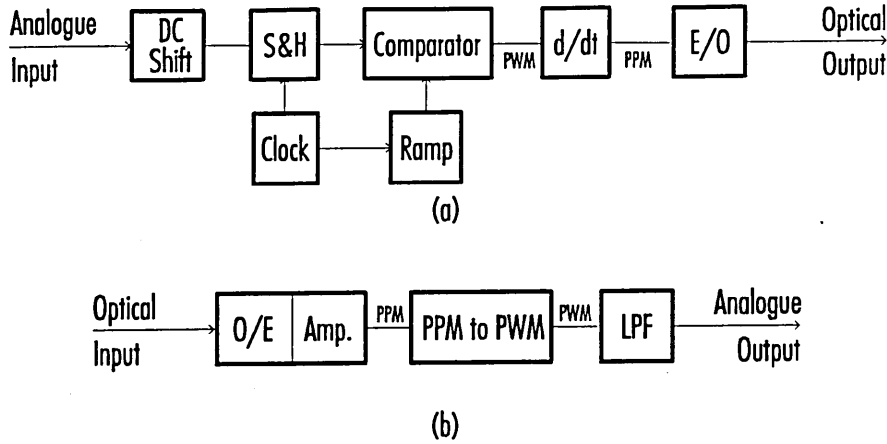 Analogue
Input
DC
Shift
S&H
Comparator
PWM
d/dt
PPM
E/O
Optical
Output
Clock
Ramp
(a)
Optical
Input
O/E
Amp.
PPM
PPM to PWM
PWM
LPF
Analogue
Output
(b)